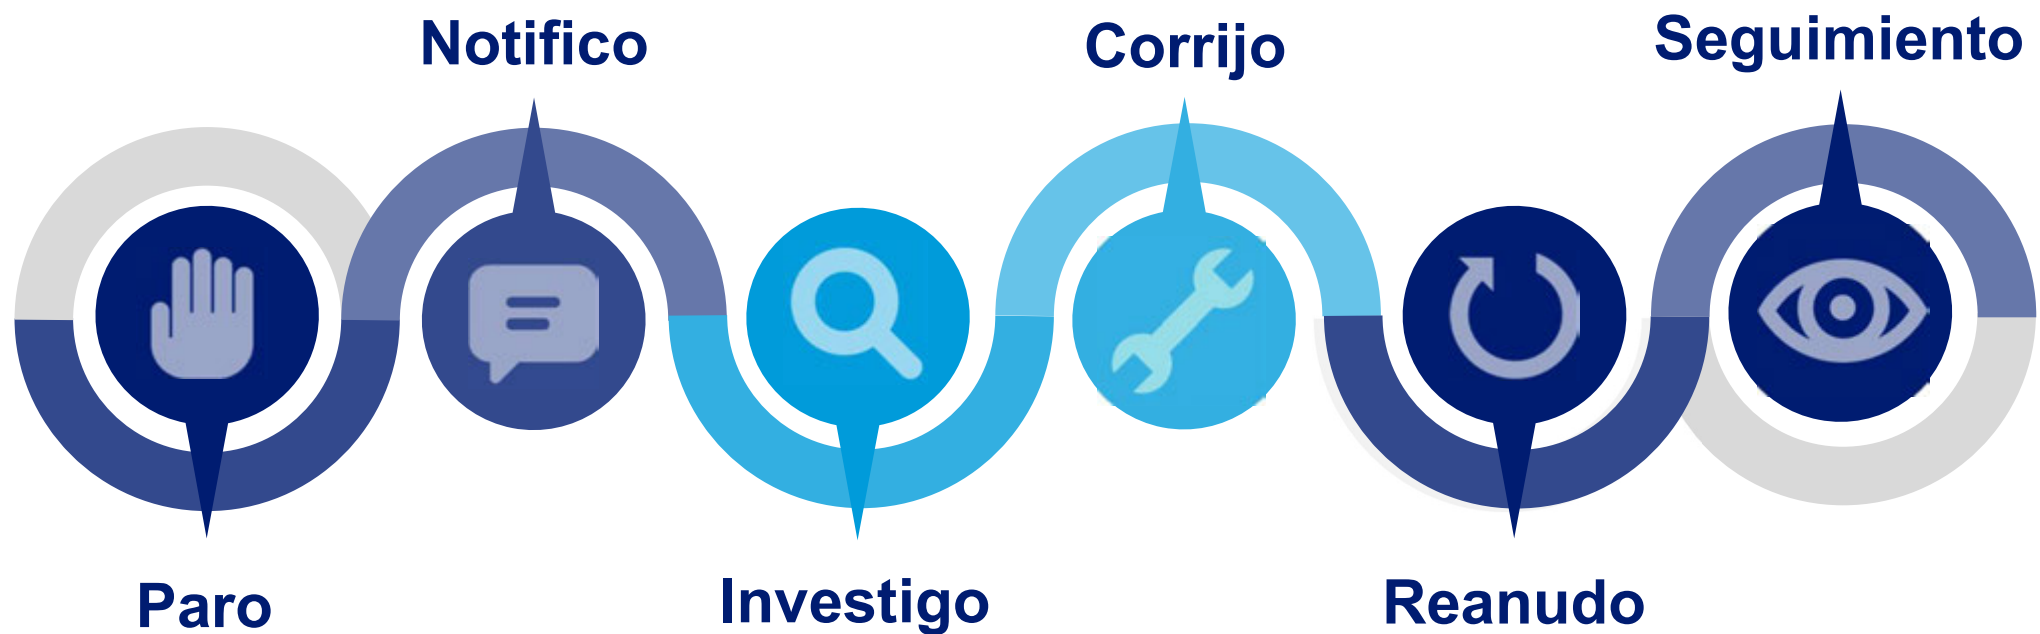 Paro
Notifico
Investigo
Corrijo
Reanudo
Seguimiento